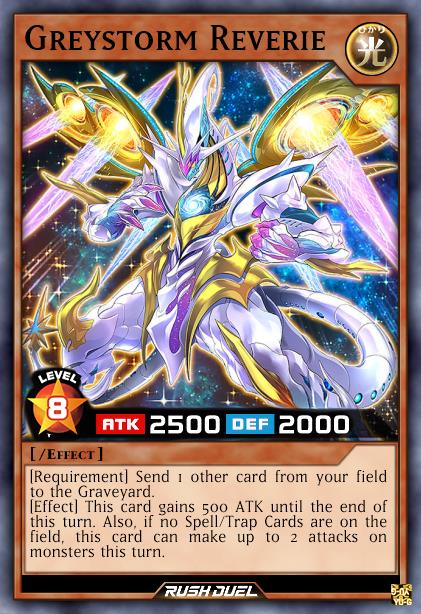 Greystorm Reverie
ひかり
光
LEVEL
8
ATK 2500 DEF 2000
[ /Effect ]
[Requirement] Send 1 other card from your field
to the Graveyard.
[Effect] This card gains 500 ATK until the end of
this turn. Also, if no Spell/Trap Cards are on the
field, this card can make up to 2 attacks on
monsters this turn.
RUSH DUEL